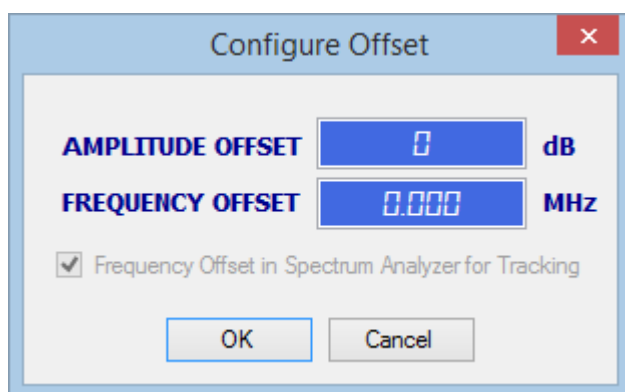 Configure Offset
AMPLITUDE OFFSET 0 dB
FREQUENCY OFFSET 0.000 MHz
Frequency Offset in Spectrum Analyzer for Tracking
OK Cancel